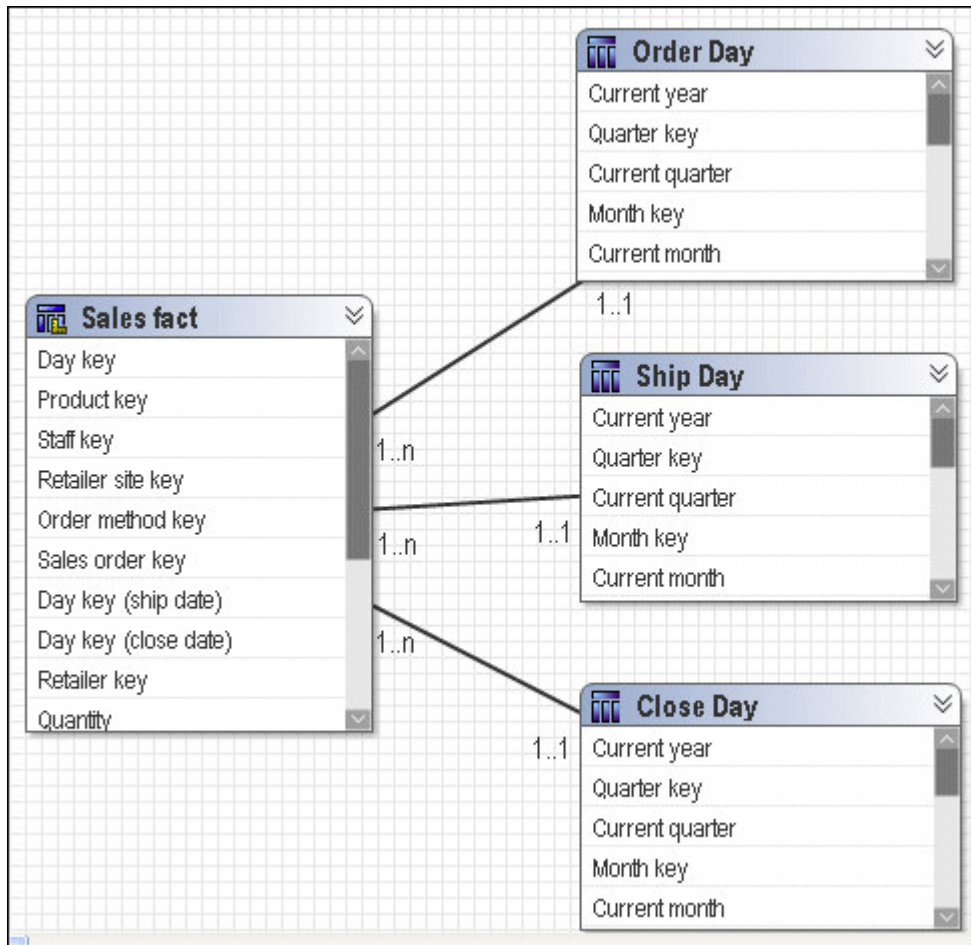 Order Day
Current year
Quarter key
Current quarter
Month key
Current month
1..1
Sales fact
Day key
Product key
Staff key
Retailer site key
Order method key
Sales order key
Day key (ship date)
Day key (close date)
Retailer key
Quantity
1..n
1..n
1..n
Ship Day
Current year
Quarter key
Current quarter
Month key
Current month
1..1
Close Day
Current year
Quarter key
Current quarter
Month key
Current month
1..1